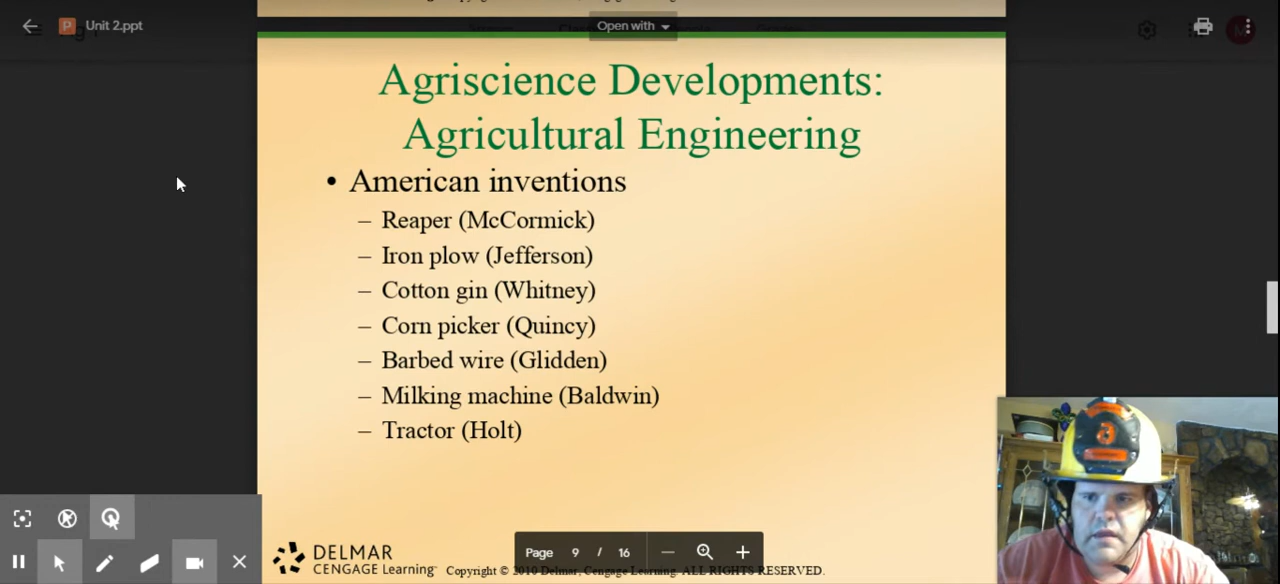 Unit 2.ppt
Open with
Agriscience Developments:
Agricultural Engineering
• American inventions
– Reaper (McCormick)
– Iron plow (Jefferson)
– Cotton gin (Whitney)
– Corn picker (Quincy)
– Barbed wire (Glidden)
– Milking machine (Baldwin)
– Tractor (Holt)
Page 9 / 16
DELMAR
CENGAGE Learning
Copyright © 2010 Delmar, Cengage Learning. ALL RIGHTS RESERVED.